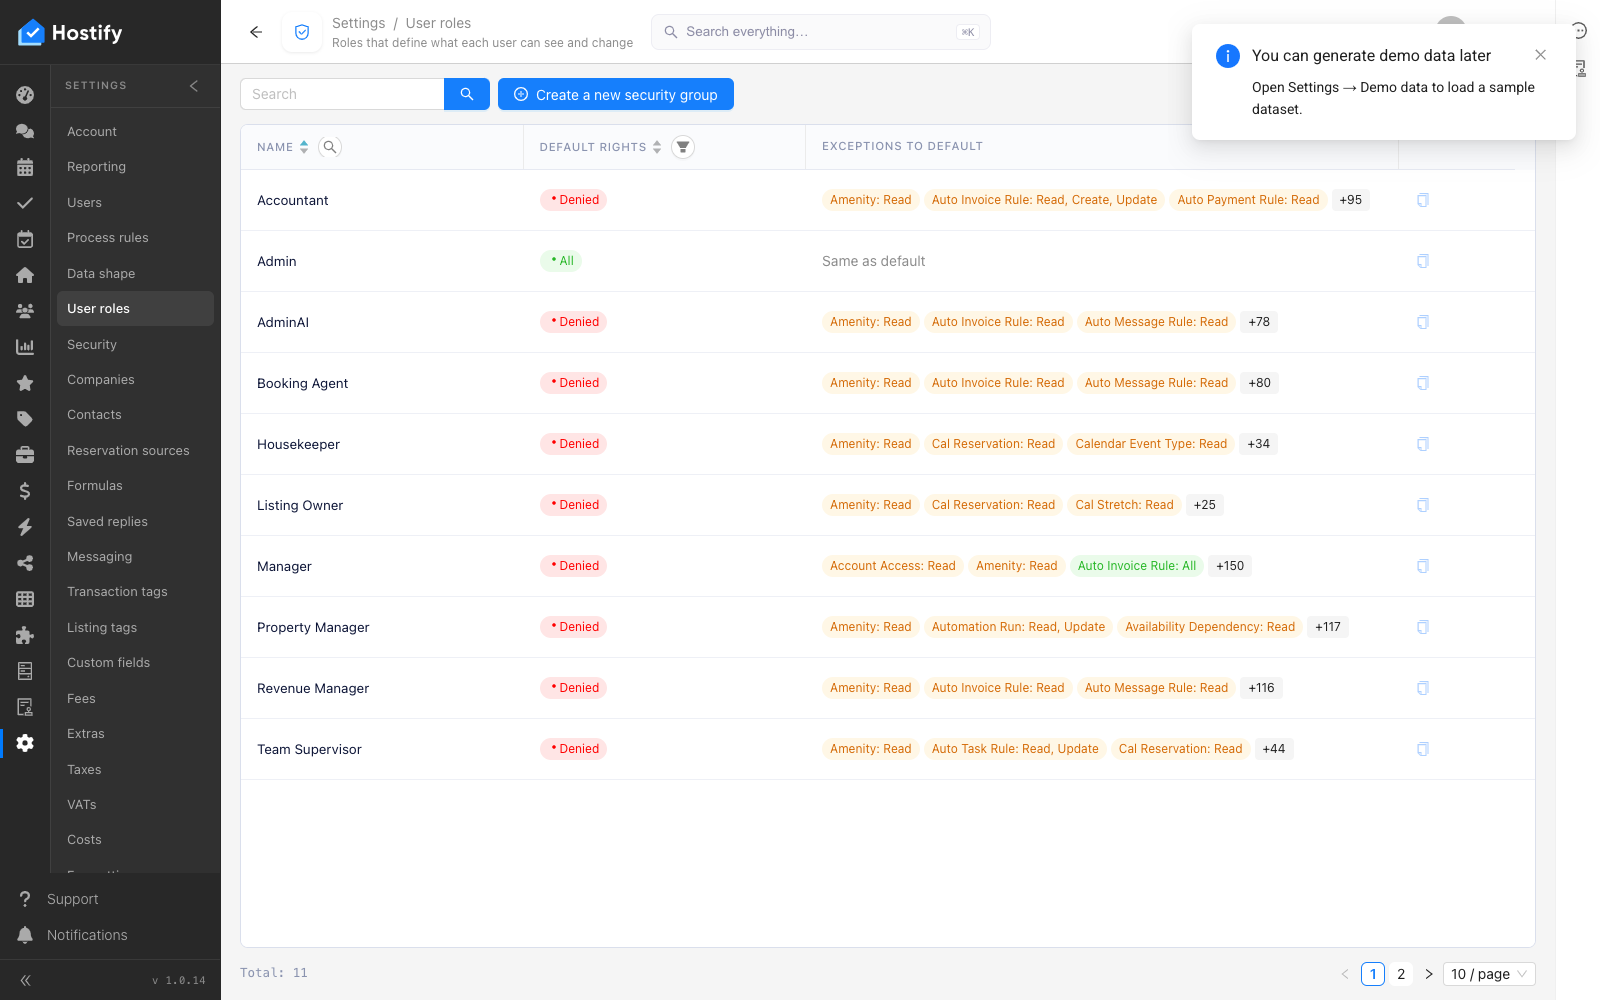 Hostify
SETTINGS
Account
Reporting
Users
Process rules
Data shape
User roles
Security
Companies
Contacts
Reservation sources
Formulas
Saved replies
Messaging
Transaction tags
Listing tags
Custom fields
Fees
Extras
Taxes
VATs
Costs
Support
Notifications
v 1.0.14
Settings / User roles
Roles that define what each user can see and change
Search everything... ⌘K
You can generate demo data later
Open Settings → Demo data to load a sample
dataset.
Search
Create a new security group
NAME DEFAULT RIGHTS EXCEPTIONS TO DEFAULT
Accountant Denied Amenity: Read Auto Invoice Rule: Read, Create, Update Auto Payment Rule: Read +95
Admin All Same as default
AdminAI Denied Amenity: Read Auto Invoice Rule: Read Auto Message Rule: Read +78
Booking Agent Denied Amenity: Read Auto Invoice Rule: Read Auto Message Rule: Read +80
Housekeeper Denied Amenity: Read Cal Reservation: Read Calendar Event Type: Read +34
Listing Owner Denied Amenity: Read Cal Reservation: Read Cal Stretch: Read +25
Manager Denied Account Access: Read Amenity: Read Auto Invoice Rule: All +150
Property Manager Denied Amenity: Read Automation Run: Read, Update Availability Dependency: Read +117
Revenue Manager Denied Amenity: Read Auto Invoice Rule: Read Auto Message Rule: Read +116
Team Supervisor Denied Amenity: Read Auto Task Rule: Read, Update Cal Reservation: Read +44
Total: 11
1 2 10 / page